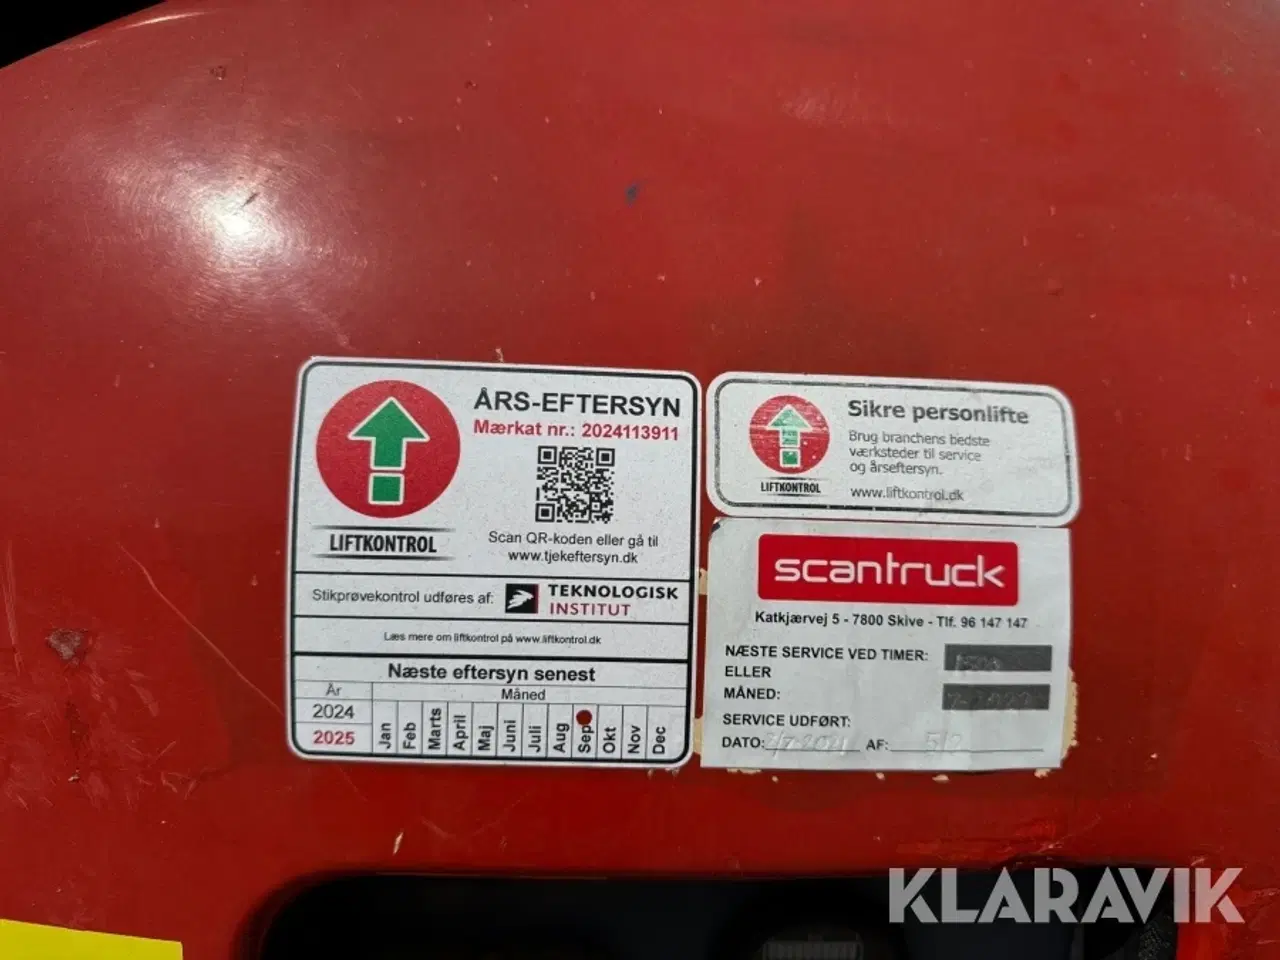 ÅRS-EFTERSYN
Mærkat nr.: 2024113911
Scan QR-koden eller gå til
www.tjekeftersyn.dk
LIFTKONTROL
Stikprøvekontrol udføres af: TEKNOLOGISK
INSTITUT
Læs mere om liftkontrol på www.liftkontrol.dk
Næste eftersyn senest
År
Måned
2024
2025
Jan Feb Marts April Maj Juni Juli Aug Sep Okt Nov Dec
Sikre personlifte
Brug branchens bedste
værksteder til service
og årseftersyn.
LIFTKONTROL
www.liftkontrol.dk
scantruck
Katkjærvej 5 - 7800 Skive - Tlf. 96 147 147
NÆSTE SERVICE VED TIMER:
ELLER
MÅNED:
SERVICE UDFØRT:
DATO: AF:
KLARAVIK